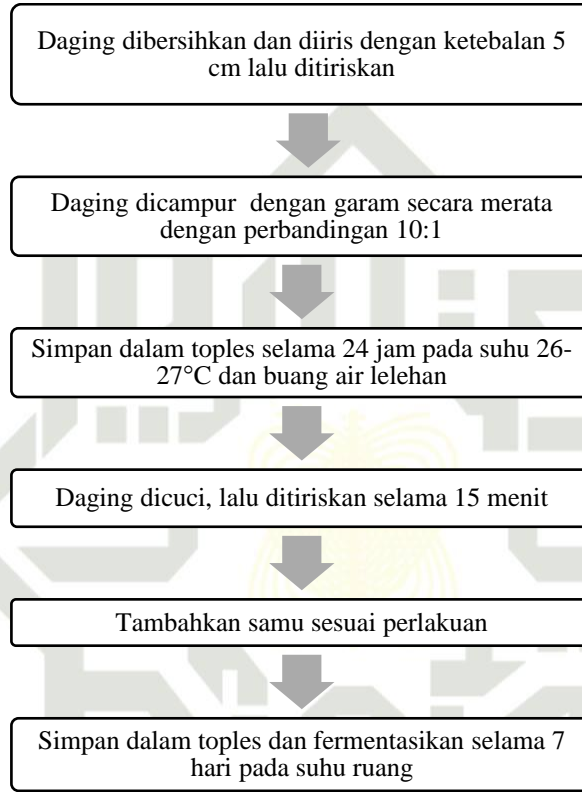 Daging dibersihkan dan diiris dengan ketebalan 5
cm lalu ditiriskan
Daging dicampur dengan garam secara merata
dengan perbandingan 10:1
Simpan dalam toples selama 24 jam pada suhu 26-
27°C dan buang air lelehan
Daging dicuci, lalu ditiriskan selama 15 menit
Tambahkan samu sesuai perlakuan
Simpan dalam toples dan fermentasikan selama 7
hari pada suhu ruang